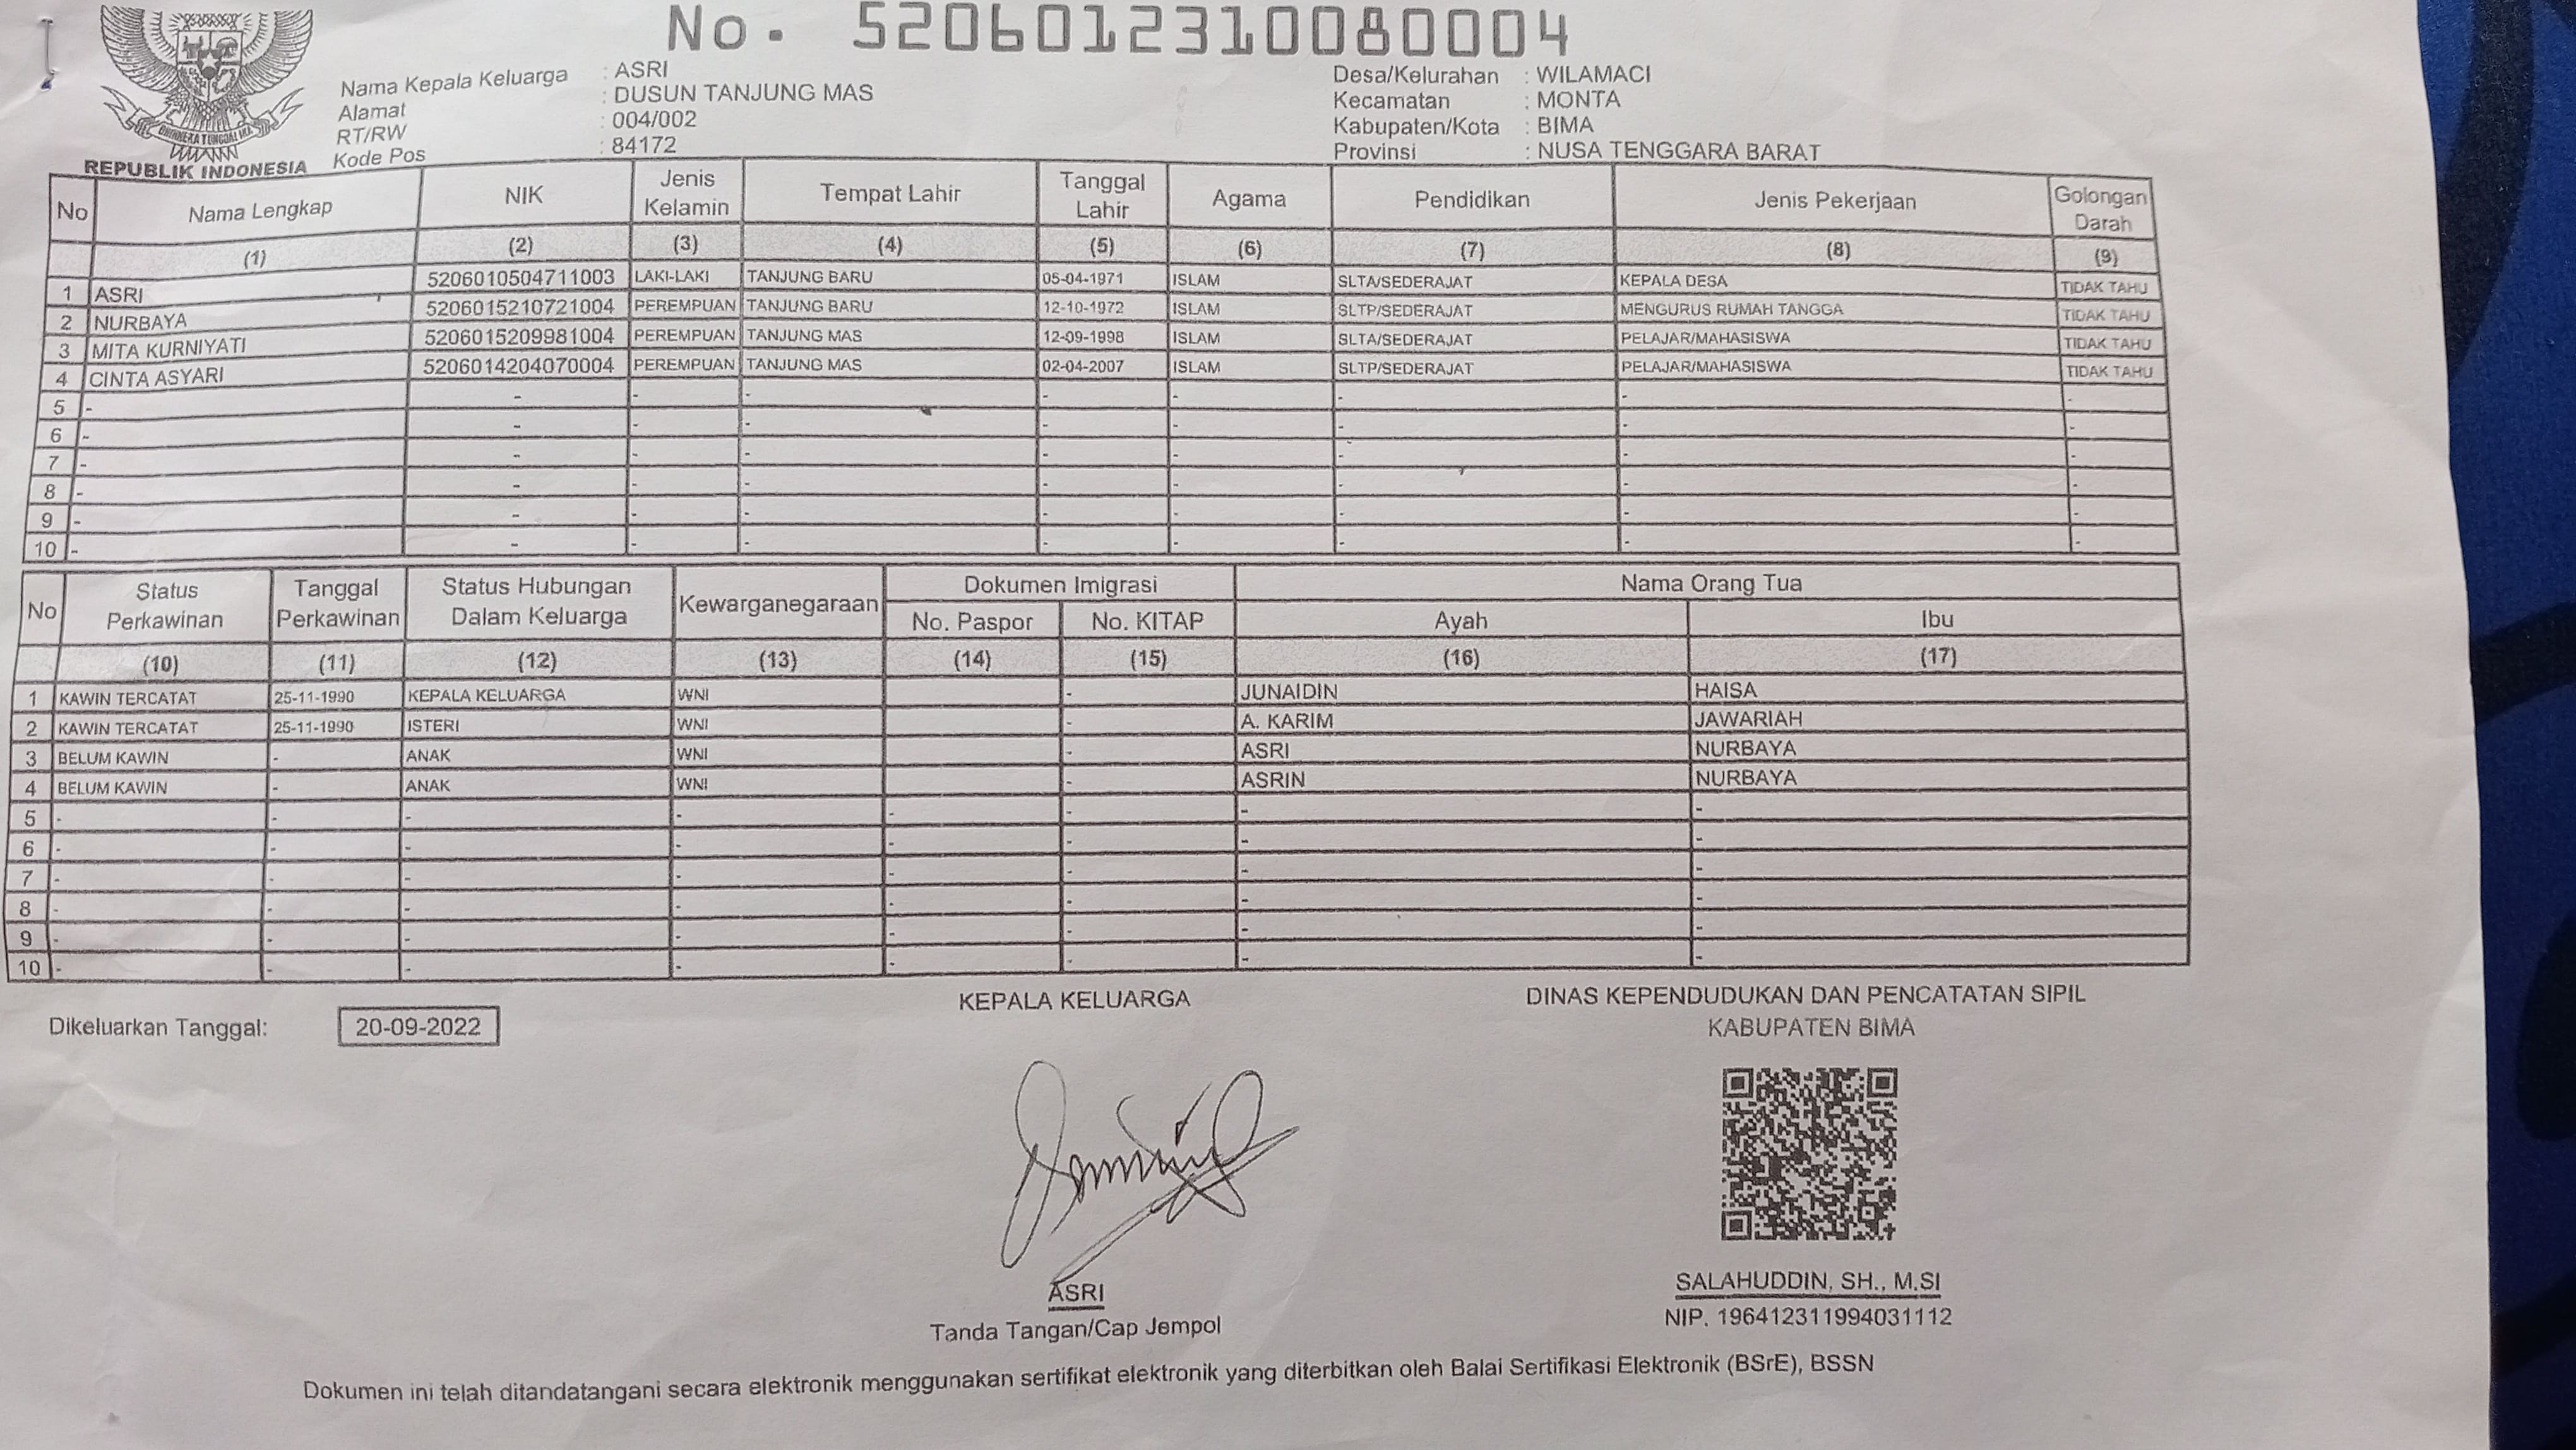 No. 5206012310080004
BHINNEKA TUNGGAL IKA
REPUBLIK INDONESIA
Nama Kepala Keluarga : ASRI
Alamat : DUSUN TANJUNG MAS
RT/RW : 004/002
Kode Pos : 84172
Desa/Kelurahan : WILAMACI
Kecamatan : MONTA
Kabupaten/Kota : BIMA
Provinsi : NUSA TENGGARA BARAT
No Nama Lengkap NIK Jenis Kelamin Tempat Lahir Tanggal Lahir Agama Pendidikan Jenis Pekerjaan Golongan Darah
(1) (2) (3) (4) (5) (6) (7) (8) (9)
1 ASRI 5206010504711003 LAKI-LAKI TANJUNG BARU 05-04-1971 ISLAM SLTA/SEDERAJAT KEPALA DESA TIDAK TAHU
2 NURBAYA 5206015210721004 PEREMPUAN TANJUNG BARU 12-10-1972 ISLAM SLTP/SEDERAJAT MENGURUS RUMAH TANGGA TIDAK TAHU
3 MITA KURNIYATI 5206015209981004 PEREMPUAN TANJUNG MAS 12-09-1998 ISLAM SLTA/SEDERAJAT PELAJAR/MAHASISWA TIDAK TAHU
4 CINTA ASYARI 5206014204070004 PEREMPUAN TANJUNG MAS 02-04-2007 ISLAM SLTP/SEDERAJAT PELAJAR/MAHASISWA TIDAK TAHU
5 - - - - - - - - -
6 - - - - - - - - -
7 - - - - - - - - -
8 - - - - - - - - -
9 - - - - - - - - -
10 - - - - - - - - -
No Status Perkawinan Tanggal Perkawinan Status Hubungan Dalam Keluarga Kewarganegaraan Dokumen Imigrasi Nama Orang Tua
No. Paspor No. KITAP Ayah Ibu
(10) (11) (12) (13) (14) (15) (16) (17)
1 KAWIN TERCATAT 25-11-1990 KEPALA KELUARGA WNI - JUNAIDIN HAISA
2 KAWIN TERCATAT 25-11-1990 ISTERI WNI - A. KARIM JAWARIAH
3 BELUM KAWIN - ANAK WNI - ASRI NURBAYA
4 BELUM KAWIN - ANAK WNI - ASRIN NURBAYA
5 - - - - - - - -
6 - - - - - - - -
7 - - - - - - - -
8 - - - - - - - -
9 - - - - - - - -
10 - - - - - - - -
Dikeluarkan Tanggal: 20-09-2022
KEPALA KELUARGA
ASRI
Tanda Tangan/Cap Jempol
DINAS KEPENDUDUKAN DAN PENCATATAN SIPIL
KABUPATEN BIMA
SALAHUDDIN, SH., M.SI
NIP. 196412311994031112
Dokumen ini telah ditandatangani secara elektronik menggunakan sertifikat elektronik yang diterbitkan oleh Balai Sertifikasi Elektronik (BSrE), BSSN